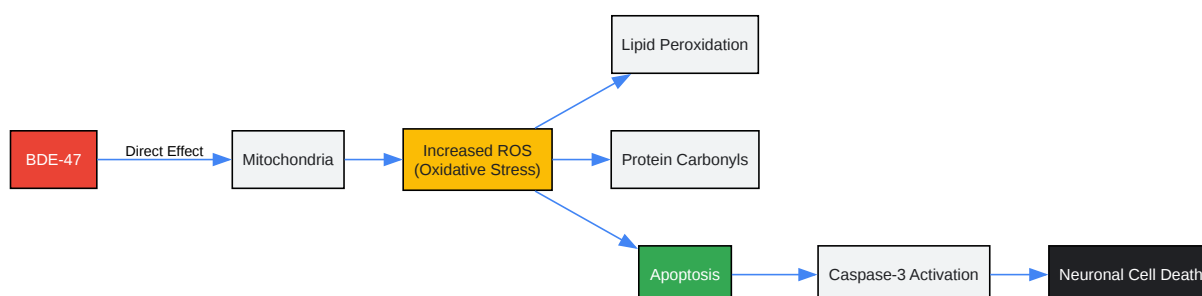 Lipid Peroxidation
BDE-47
Direct Effect
Mitochondria
Increased ROS
(Oxidative Stress)
Protein Carbonyls
Apoptosis
Caspase-3 Activation
Neuronal Cell Death